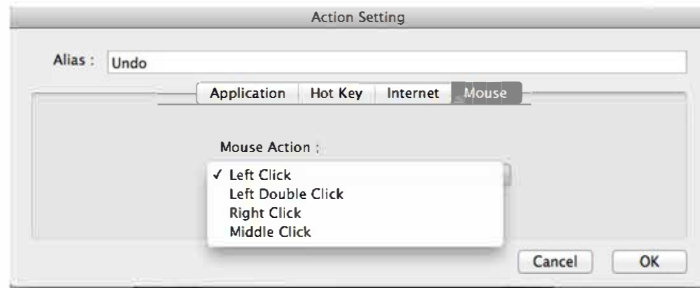 Action Setting
Alias : Undo
Application Hot Key Internet Mouse
Mouse Action :
✓ Left Click
Left Double Click
Right Click
Middle Click
Cancel OK